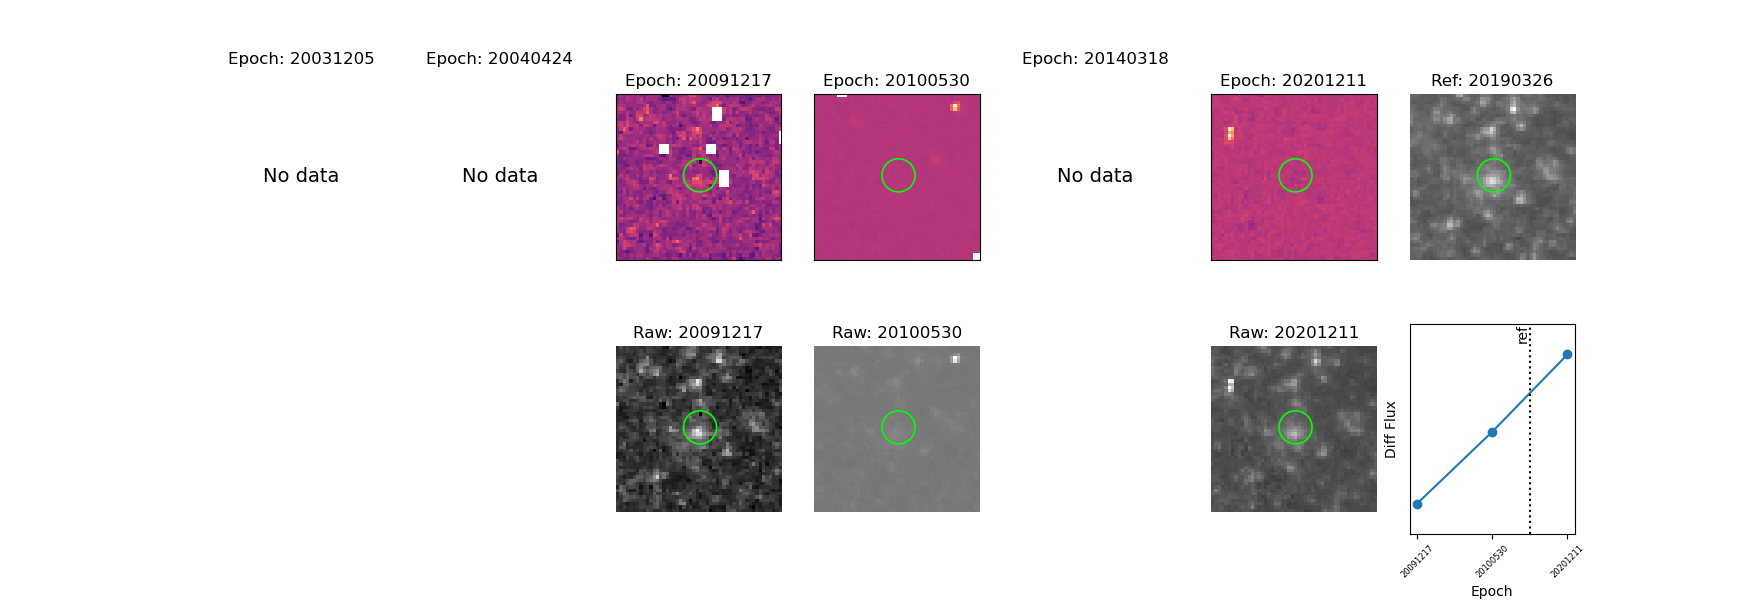 Epoch: 20031205
Epoch: 20040424
Epoch: 20091217
Epoch: 20100530
Epoch: 20140318
Epoch: 20201211
Ref: 20190326
No data
No data
No data
Raw: 20091217
Raw: 20100530
Raw: 20201211
ref
Diff Flux
20091217
20100530
20201211
Epoch